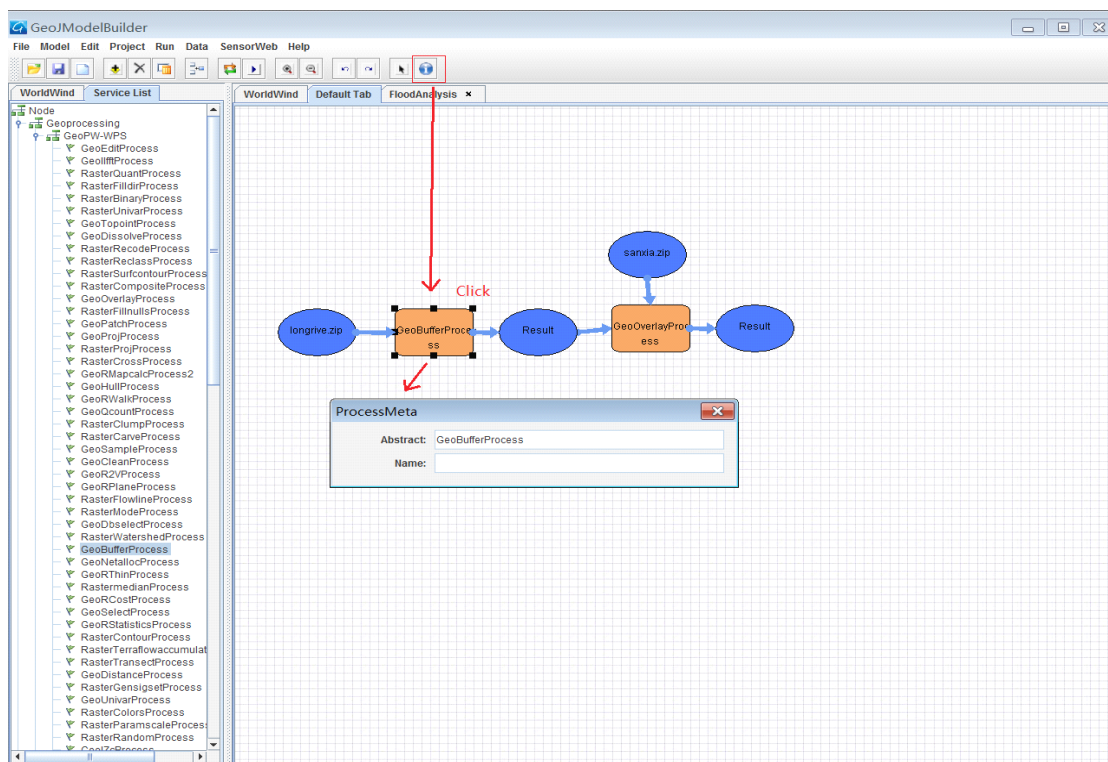 GeoJModelBuilder
File Model Edit Project Run Data SensorWeb Help
WorldWind Service List
WorldWind Default Tab FloodAnalysis
Node
Geoprocessing
GeoPW-WPS
GeoEditProcess
GeoIfftProcess
RasterQuantProcess
RasterFilldirProcess
RasterBinaryProcess
RasterUnivarProcess
GeoTopointProcess
GeoDissolveProcess
RasterRecodeProcess
RasterReclassProcess
RasterSurfcontourProcess
RasterCompositeProcess
GeoOverlayProcess
RasterFillnullsProcess
GeoPatchProcess
GeoProjProcess
RasterProjProcess
RasterCrossProcess
GeoRMapcalcProcess2
GeoHullProcess
GeoRWalkProcess
GeoQcountProcess
RasterClumpProcess
RasterCarveProcess
GeoSampleProcess
GeoCleanProcess
GeoR2VProcess
GeoRPlaneProcess
RasterFlowlineProcess
RasterModeProcess
GeoDbselectProcess
RasterWatershedProcess
GeoBufferProcess
GeoNetallocProcess
GeoRThinProcess
RastermedianProcess
GeoRCostProcess
GeoSelectProcess
GeoRStatisticsProcess
RasterContourProcess
RasterTerraflowaccumulat
RasterTransectProcess
GeoDistanceProcess
RasterGensigsetProcess
GeoUnivarProcess
RasterColorsProcess
RasterParamscaleProces
RasterRandomProcess
sanxia.zip
Click
longrive.zip
GeoBufferProce
ss
Result
GeoOverlayProc
ess
Result
ProcessMeta
Abstract: GeoBufferProcess
Name: